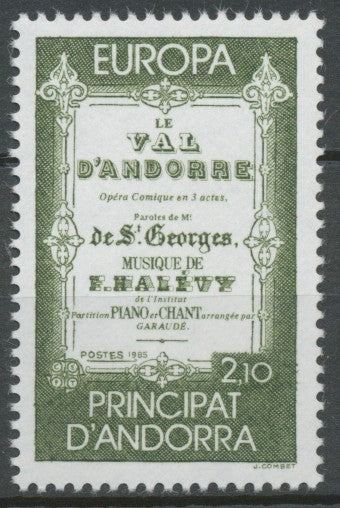 EUROPA
LE
VAL
D'ANDORRE
Opéra Comique en 3 actes,
Paroles de Mr
de St Georges,
MUSIQUE DE
F. HALÉVY
de l'Institut
Partition PIANO et CHANT arrangée par
GARAUDÉ.
POSTES 1985
2,10
PRINCIPAT
D'ANDORRA
J. COMBET